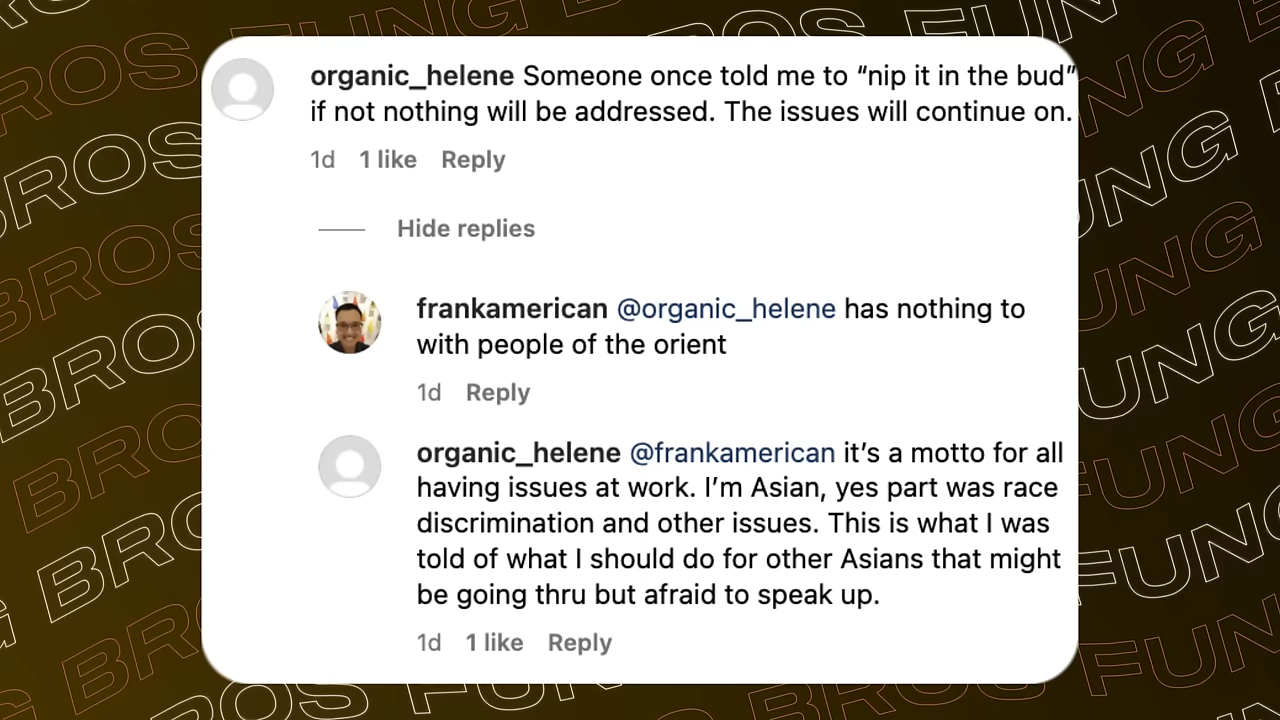 organic_helene Someone once told me to “nip it in the bud”
if not nothing will be addressed. The issues will continue on.
1d 1 like Reply
Hide replies
frankamerican @organic_helene has nothing to
with people of the orient
1d Reply
organic_helene @frankamerican it’s a motto for all
having issues at work. I’m Asian, yes part was race
discrimination and other issues. This is what I was
told of what I should do for other Asians that might
be going thru but afraid to speak up.
1d 1 like Reply
FUNG BROS